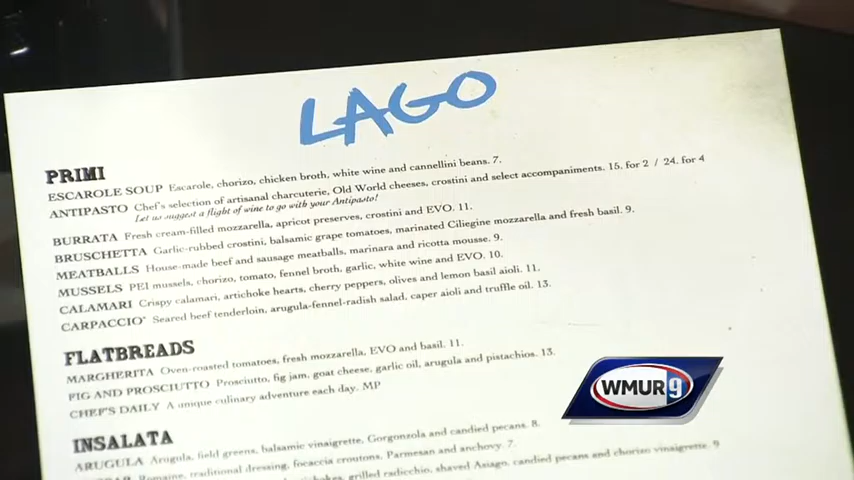 LAGO
PRIMI
ESCAROLE SOUP Escarole, chorizo, chicken broth, white wine and cannellini beans. 7.
ANTIPASTO Chef's selection of artisanal charcuterie, Old World cheeses, crostini and select accompaniments. 15. for 2 / 24. for 4
Let us suggest a flight of wine to go with your Antipasto!
BURRATA Fresh cream-filled mozzarella, apricot preserves, crostini and EVO. 11.
BRUSCHETTA Garlic-rubbed crostini, balsamic grape tomatoes, marinated Ciliegine mozzarella and fresh basil. 9.
MEATBALLS House-made beef and sausage meatballs, marinara and ricotta mousse. 9.
MUSSELS PEI mussels, chorizo, tomato, fennel broth, garlic, white wine and EVO. 10.
CALAMARI Crispy calamari, artichoke hearts, cherry peppers, olives and lemon basil aioli. 11.
CARPACCIO* Seared beef tenderloin, arugula-fennel-radish salad, caper aioli and truffle oil. 13.
FLATBREADS
MARGHERITA Oven-roasted tomatoes, fresh mozzarella, EVO and basil. 11.
PIG AND PROSCIUTTO Prosciutto, fig jam, goat cheese, garlic oil, arugula and pistachios. 13.
CHEF'S DAILY A unique culinary adventure each day. MP
INSALATA
ARUGULA Arugula, field greens, balsamic vinaigrette, Gorgonzola and candied pecans. 8.
Romaine, traditional dressing, focaccia croutons, Parmesan and anchovy. 7.
grilled radicchio, shaved Asiago, candied pecans and chorizo vinaigrette. 9
WMUR 9